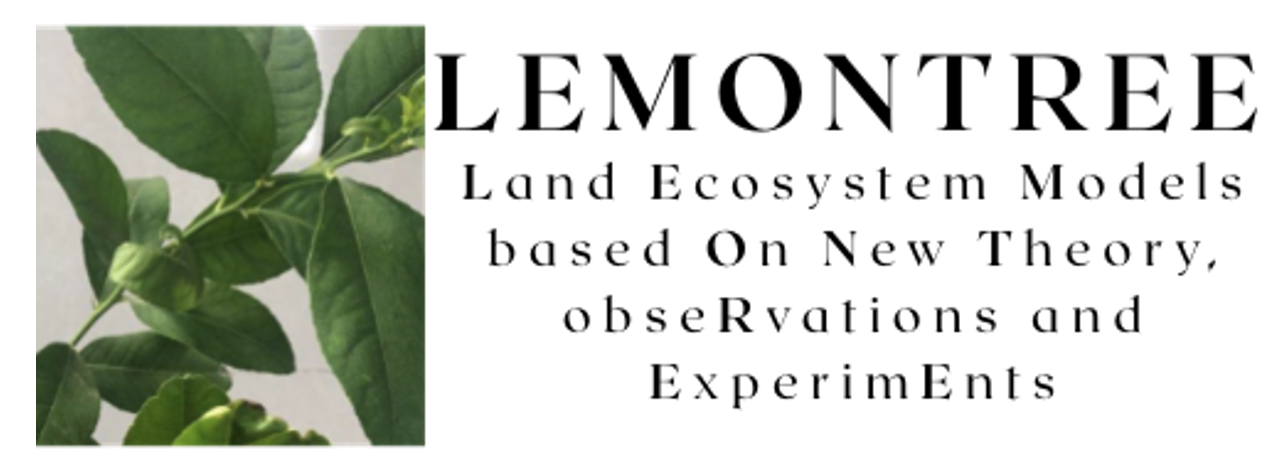 LEMONTREE
Land Ecosystem Models
based On New Theory,
obseRvations and
ExperimEnts